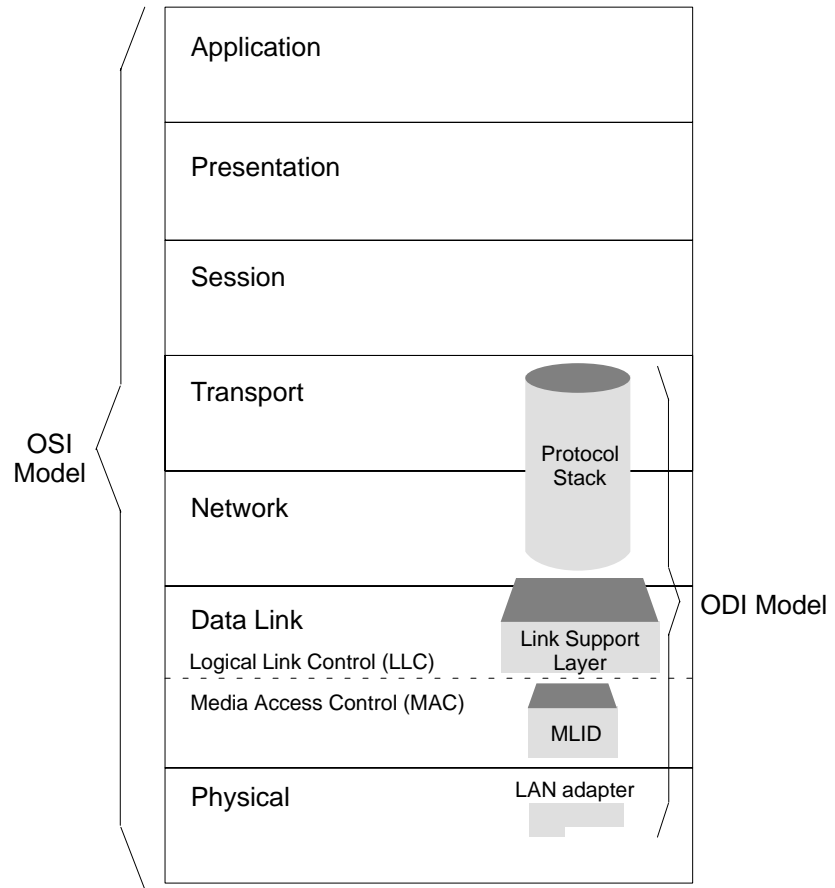 Application
Presentation
Session
Transport
Protocol
Stack
OSI
Model
Network
Data Link
Link Support
Layer
ODI Model
Logical Link Control (LLC)
Media Access Control (MAC)
MLID
Physical
LAN adapter